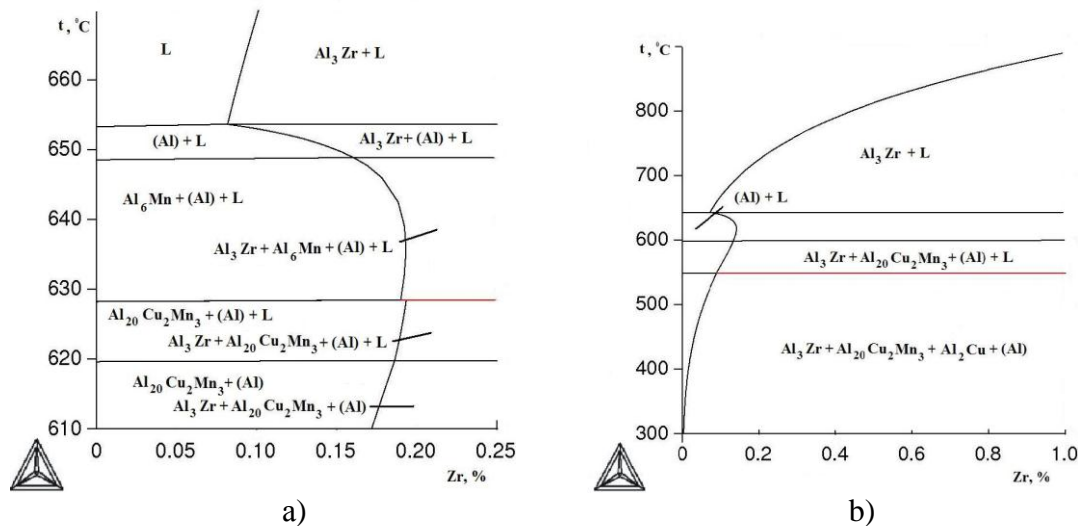 t, °C
L
Al3Zr + L
660
(Al) + L
Al3Zr + (Al) + L
650
Al6Mn + (Al) + L
640
Al3Zr + Al6Mn + (Al) + L
630
Al20Cu2Mn3 + (Al) + L
Al3Zr + Al20Cu2Mn3 + (Al) + L
620
Al20Cu2Mn3 + (Al)
Al3Zr + Al20Cu2Mn3 + (Al)
610
0 0.05 0.10 0.15 0.20 0.25
Zr, %
a)
t, °C
800
Al3Zr + L
700
(Al) + L
600
Al3Zr + Al20Cu2Mn3 + (Al) + L
500
Al3Zr + Al20Cu2Mn3 + Al2Cu + (Al)
400
300
0 0.2 0.4 0.6 0.8 1.0
Zr, %
b)